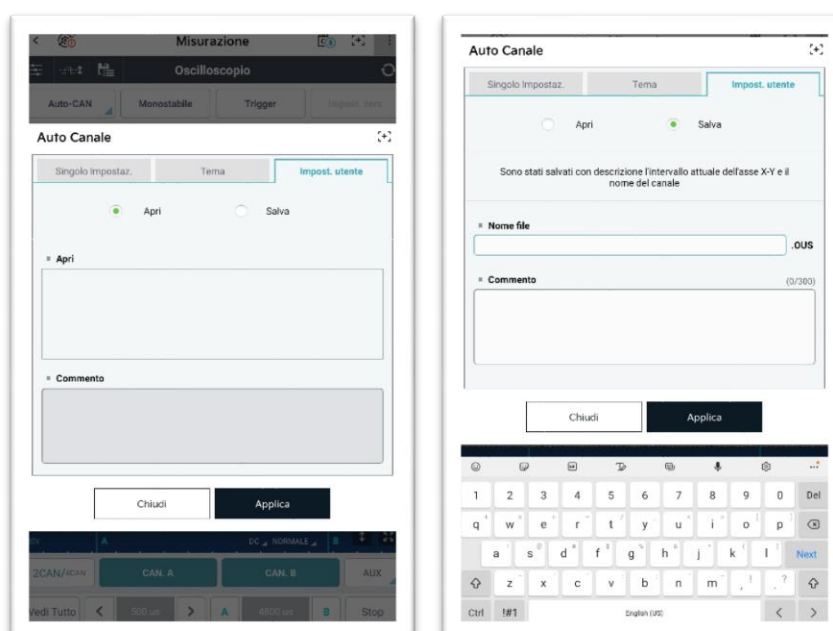 Misurazione
Oscilloscopio
Auto-CAN
Monostabile
Trigger
Auto Canale
Singolo Impostaz.
Tema
Impost. utente
Apri
Salva
Apri
Commento
Chiudi
Applica
DC
NORMALE
B
2CAN/4CAN
CAN. A
CAN. B
AUX
Vedi Tutto
<
500 us
>
A
4800 us
B
Stop
Auto Canale
Singolo Impostaz.
Tema
Impost. utente
Apri
Salva
Sono stati salvati con descrizione l'intervallo attuale dell'asse X-Y e il
nome del canale
Nome file
.OUS
Commento
(0/300)
Chiudi
Applica
1 2 3 4 5 6 7 8 9 0 Del
q w e r t y u i o p
a s d f g h j k l Next
z x c v b n m , ! . ?
Ctrl !#1 English (US) < >